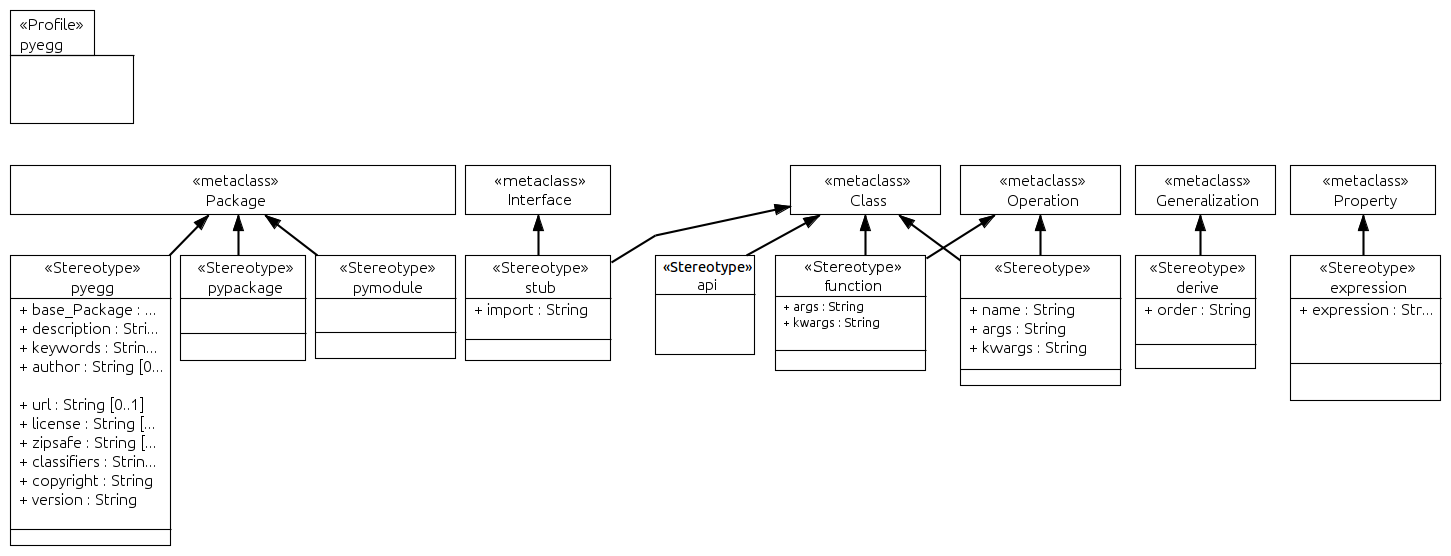 «Profile»
pyegg
«metaclass»
Package
«metaclass»
Interface
«metaclass»
Class
«metaclass»
Operation
«metaclass»
Generalization
«metaclass»
Property
«Stereotype»
pyegg
+ base_Package : ...
+ description : Stri...
+ keywords : Strin...
+ author : String [0...
+ url : String [0..1]
+ license : String [...
+ zipsafe : String [...
+ classifiers : Strin...
+ copyright : String
+ version : String
«Stereotype»
pypackage
«Stereotype»
pymodule
«Stereotype»
stub
+ import : String
«Stereotype»
api
«Stereotype»
function
+ args : String
+ kwargs : String
«Stereotype»
+ name : String
+ args : String
+ kwargs : String
«Stereotype»
derive
+ order : String
«Stereotype»
expression
+ expression : Str...